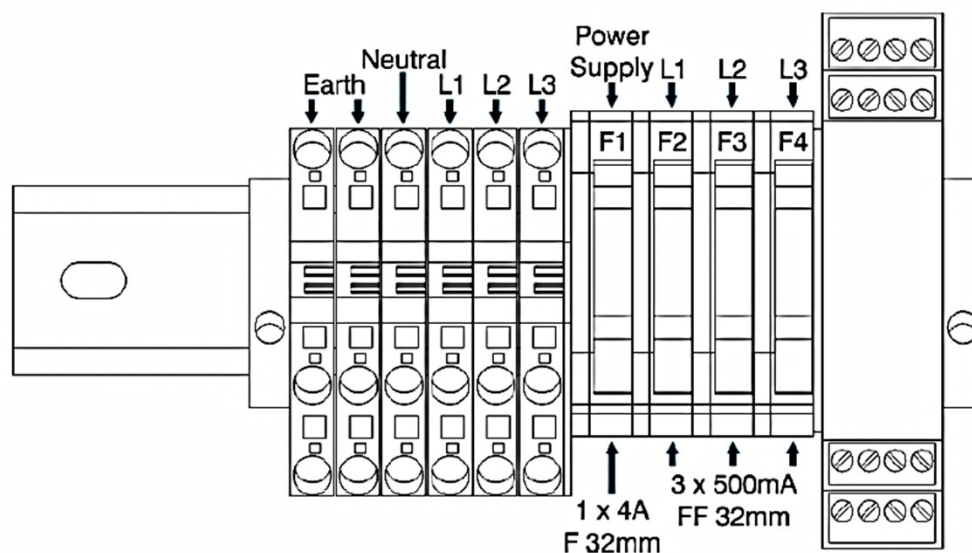 Earth
Neutral
L1
L2
L3
Power
Supply
L1
L2
L3
F1
F2
F3
F4
1 x 4A
F 32mm
3 x 500mA
FF 32mm